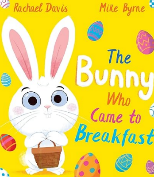 Rachael Davis Mike Byrne
The
Bunny
Who
Came to
Breakfast